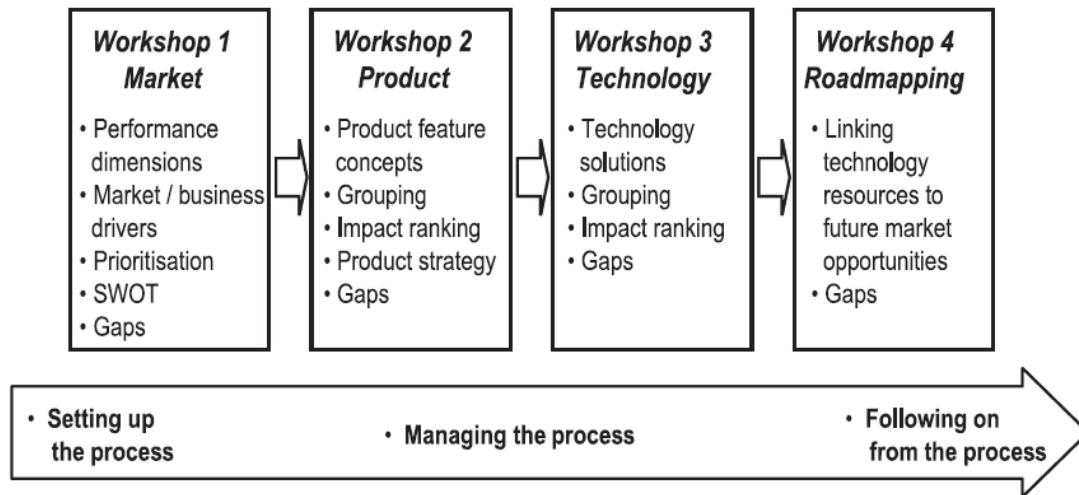 Workshop 1
Market
• Performance
dimensions
• Market / business
drivers
• Prioritisation
• SWOT
• Gaps
Workshop 2
Product
• Product feature
concepts
• Grouping
• Impact ranking
• Product strategy
• Gaps
Workshop 3
Technology
• Technology
solutions
• Grouping
• Impact ranking
• Gaps
Workshop 4
Roadmapping
• Linking
technology
resources to
future market
opportunities
• Gaps
• Setting up
the process
• Managing the process
• Following on
from the process